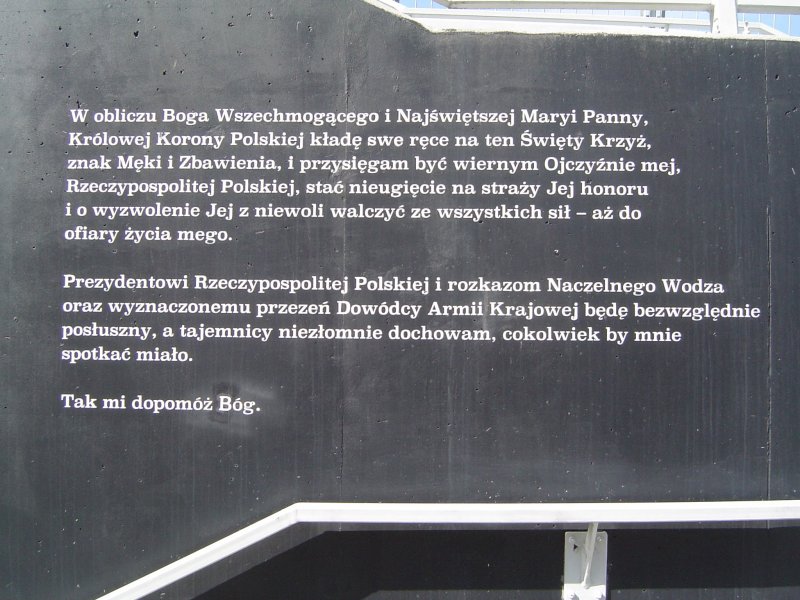 W obliczu Boga Wszechmogącego i Najświętszej Maryi Panny,
Królowej Korony Polskiej kładę swe ręce na ten Święty Krzyż,
znak Męki i Zbawienia, i przysięgam być wiernym Ojczyźnie mej,
Rzeczypospolitej Polskiej, stać nieugięcie na straży Jej honoru
i o wyzwolenie Jej z niewoli walczyć ze wszystkich sił – aż do
ofiary życia mego.
Prezydentowi Rzeczypospolitej Polskiej i rozkazom Naczelnego Wodza
oraz wyznaczonemu przezeń Dowódcy Armii Krajowej będę bezwzględnie
posłuszny, a tajemnicy niezłomnie dochowam, cokolwiek by mnie
spotkać miało.
Tak mi dopomóż Bóg.